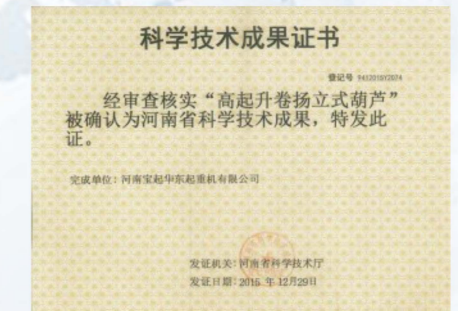 科学技术成果证书
登记号
经审查核实“高起升卷扬立式葫芦”
被确认为河南省科学技术成果，特发此
证。
完成单位：河南宝起华东起重机有限公司
发证机关：河南省科学技术厅
发证日期：2015 年 12月29日